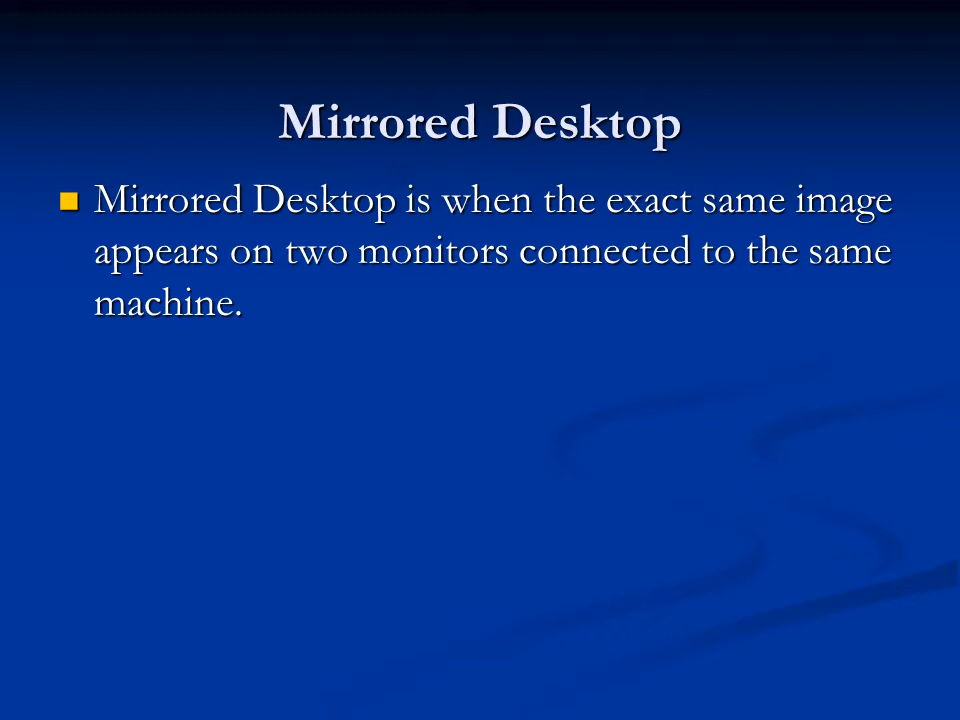 Mirrored Desktop
Mirrored Desktop is when the exact same image
appears on two monitors connected to the same
machine.